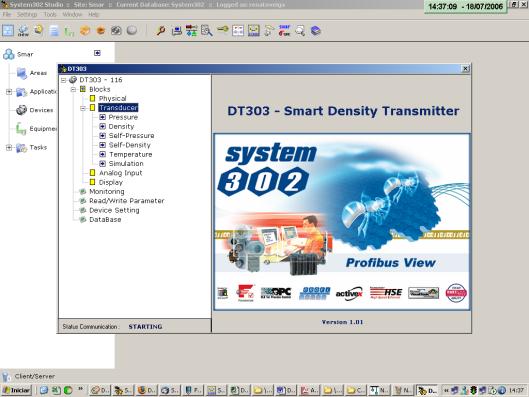 System302 Studio :: Site: Smar :: Current Database: System302 :: Logged as: renatoveiga
14:37:09 - 18/07/2006
File Settings Tools Window Help
Smar
Areas
Applicatio
Devices
Equipmen
Tasks
DT303
DT303 - 116
Blocks
Physical
Transducer
Pressure
Density
Self-Pressure
Self-Density
Temperature
Simulation
Analog Input
Display
Monitoring
Read/Write Parameter
Device Setting
DataBase
DT303 - Smart Density Transmitter
system
302
Profibus View
OPC
activex
HSE
Version 1.01
Status Communication : STARTING
Client/Server
Iniciar
14:37